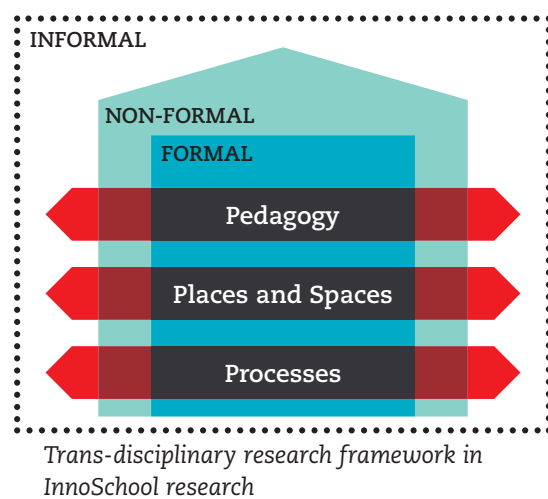 INFORMAL
NON-FORMAL
FORMAL
Pedagogy
Places and Spaces
Processes
Trans-disciplinary research framework in
InnoSchool research